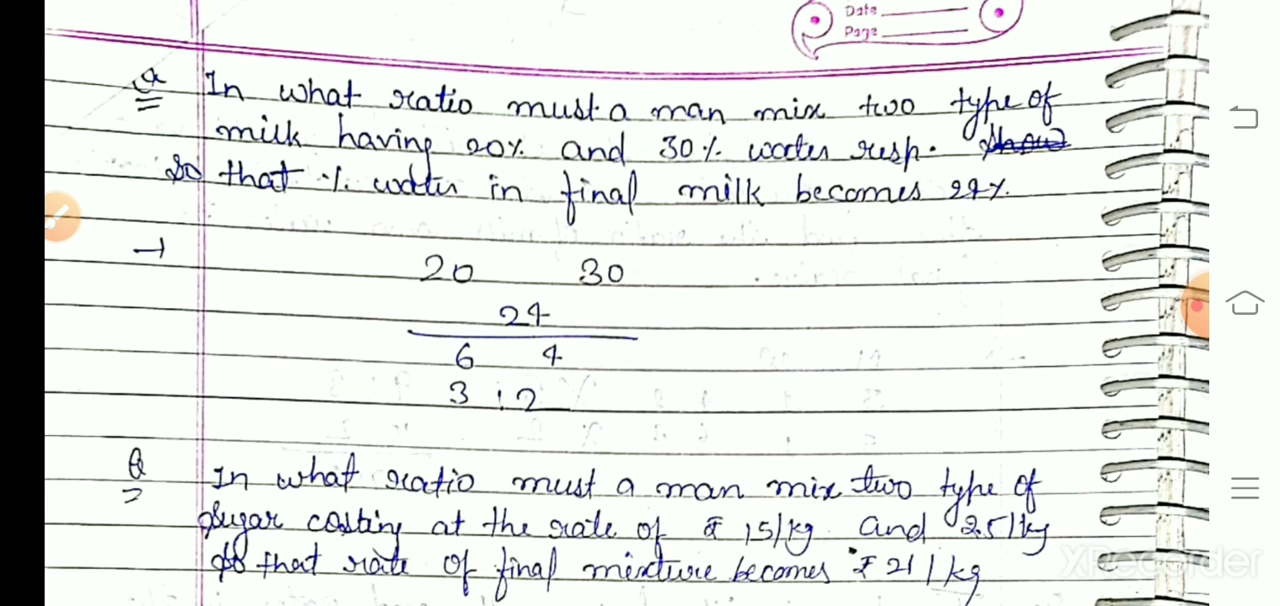 Date
Page
Q In what ratio must a man mix two type of
milk having 20% and 30% water resp.
so that % water in final milk becomes 24%.
→ 20 30
24
6 4
3 : 2
Q In what ratio must a man mix two type of
sugar costing at the rate of ₹ 15/kg and 25/kg
so that rate of final mixture becomes ₹ 21/kg
XRecorder